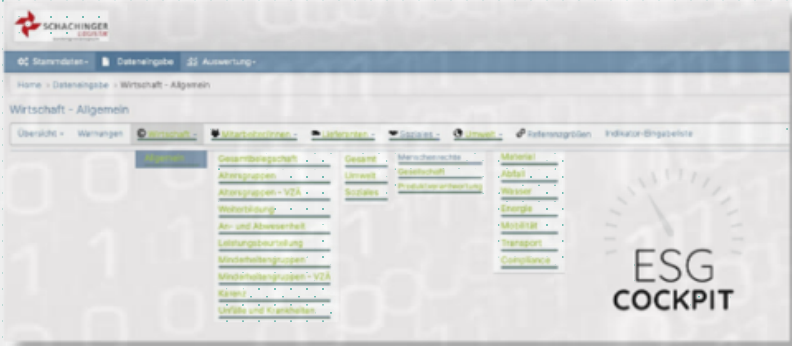 SCHACHINGER
LOGISTIK
Stammdaten Dateneingabe Auswertung
Home > Dateneingabe > Wirtschaft - Allgemein
Wirtschaft - Allgemein
Übersicht Warnungen Wirtschaft MitarbeiterInnen Lieferanten Soziales Umwelt Referenzgrößen Indikator-Eingabeliste
Allgemein
Gesamtbelegschaft
Altersgruppen
Altersgruppen - VZÄ
Weiterbildung
An- und Abwesenheit
Leistungsbeurteilung
Minderheitengruppen
Minderheitengruppen - VZÄ
Karenz
Unfälle und Krankheiten
Gesamt
Umwelt
Soziales
Menschenrechte
Gesellschaft
Produktverantwortung
Material
Abfall
Wasser
Energie
Mobilität
Transport
Compliance
ESG
COCKPIT